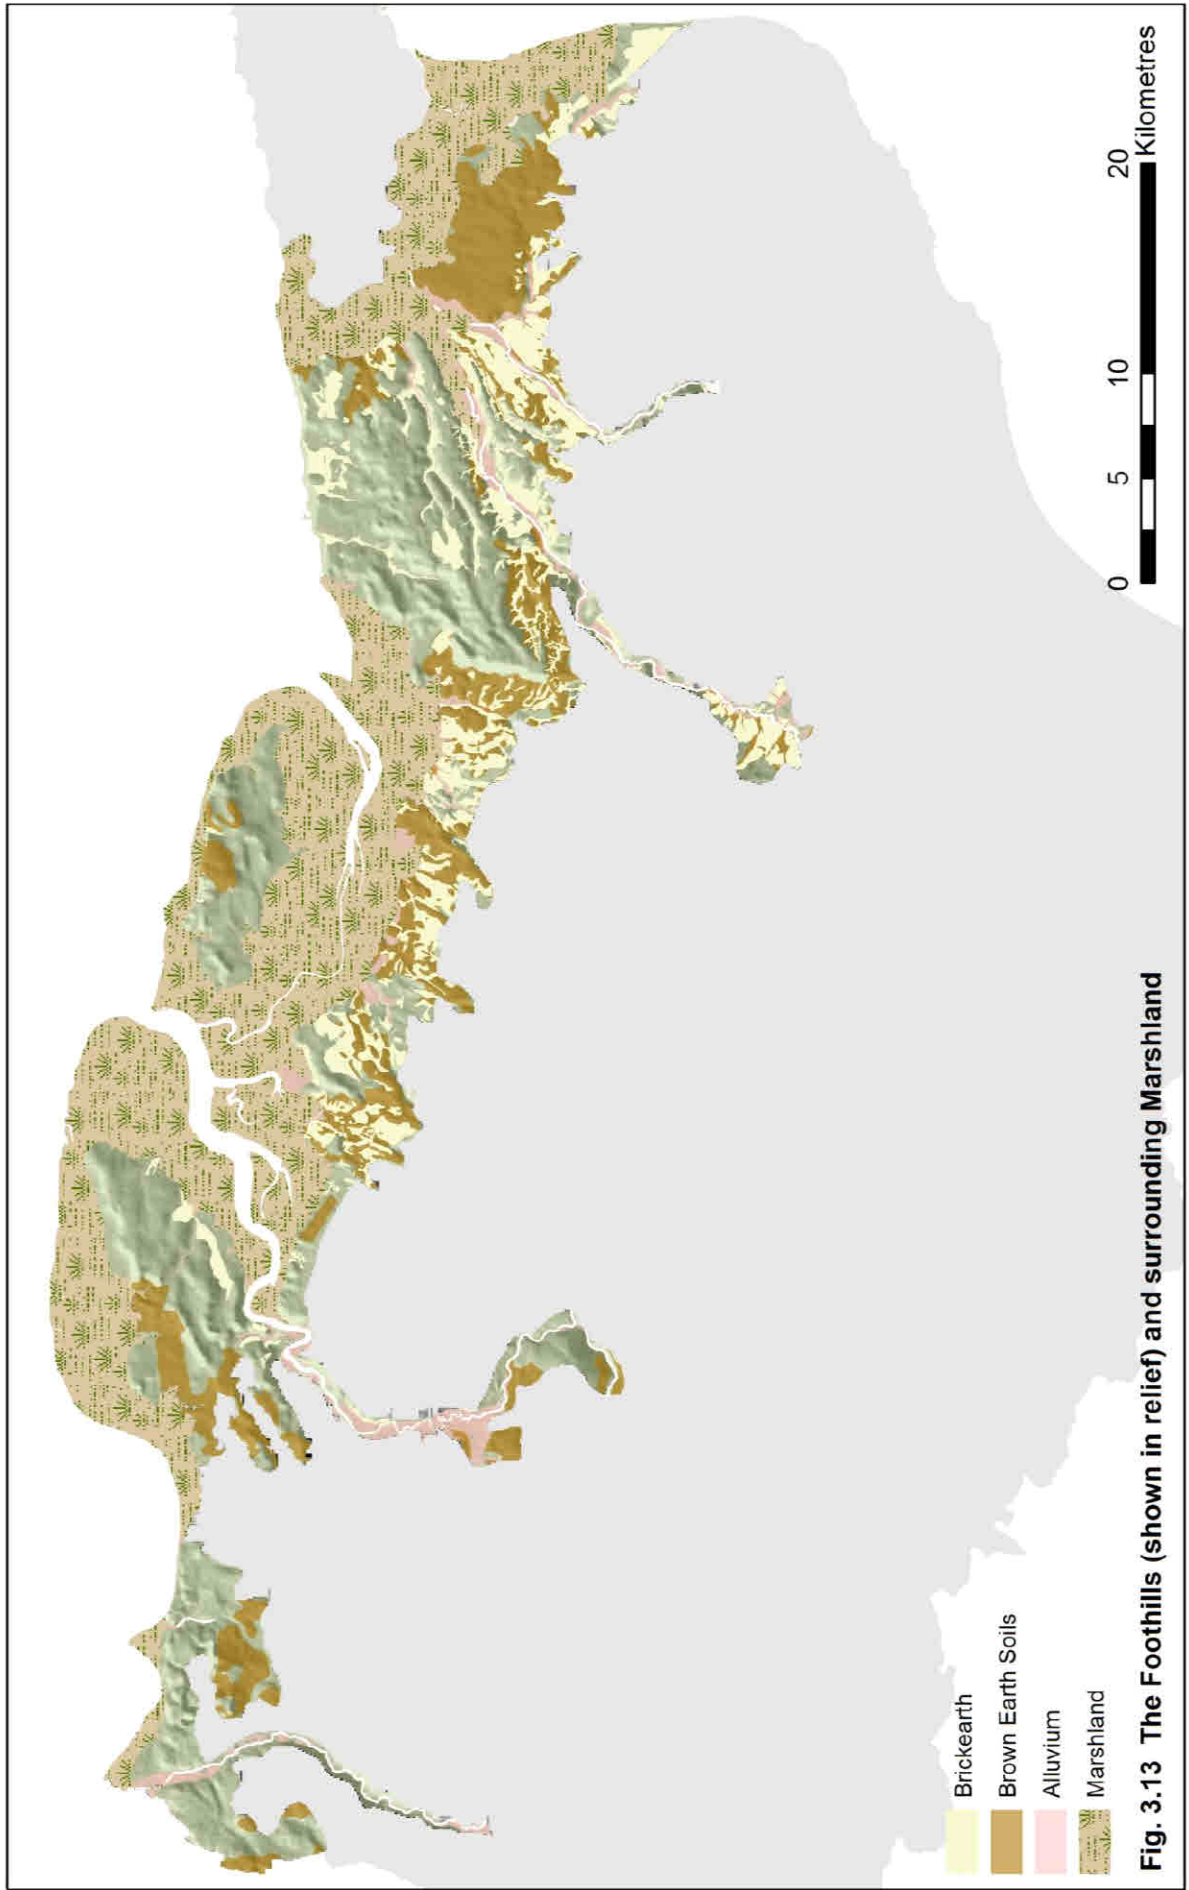 Brickearth
Brown Earth Soils
Alluvium
Marshland
0 5 10 20 Kilometres
Fig. 3.13 The Foothills (shown in relief) and surrounding Marshland